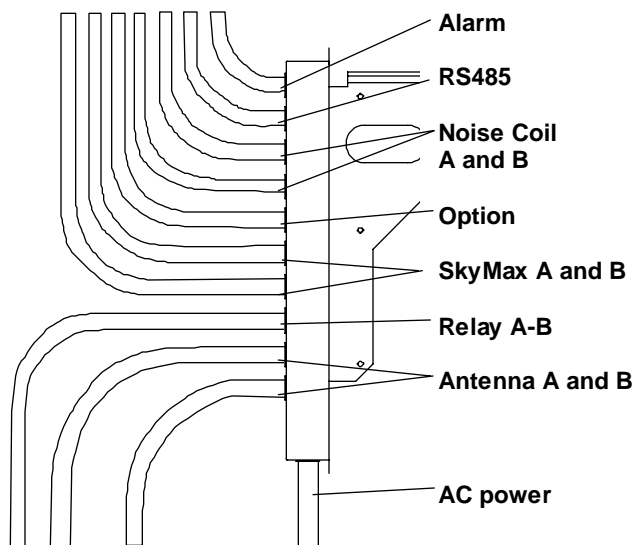 Alarm
RS485
Noise Coil
A and B
Option
SkyMax A and B
Relay A-B
Antenna A and B
AC power